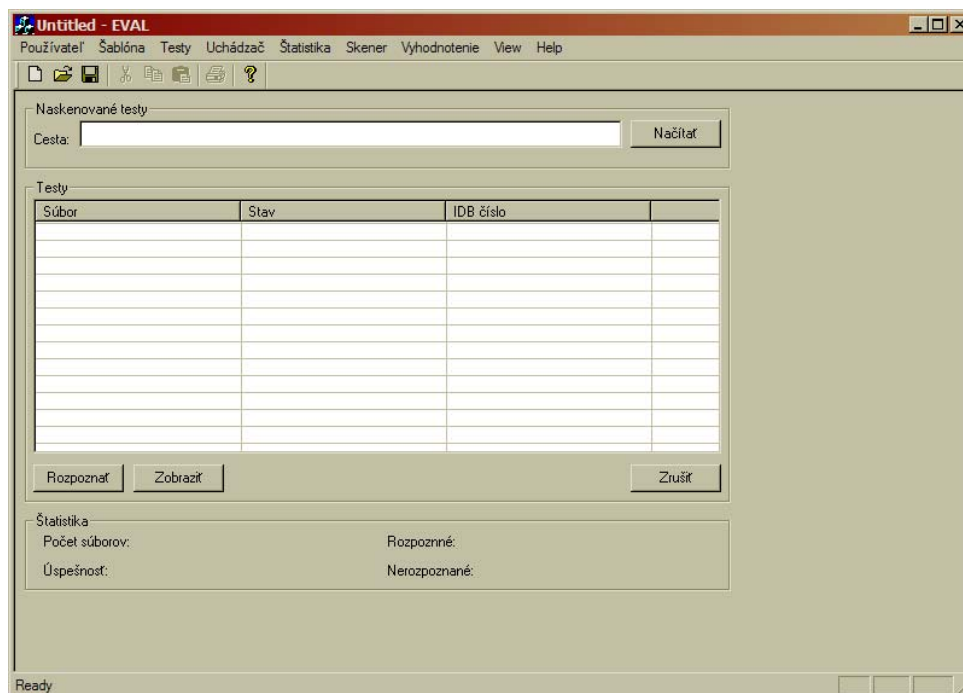 Untitled - EVAL
Používateľ Šablóna Testy Uchádzač Štatistika Skener Vyhodnotenie View Help
Naskenované testy
Cesta: Načítať
Testy
Súbor Stav IDB číslo
Rozpoznať Zobraziť Zrušiť
Štatistika
Počet súborov: Rozpoznné:
Úspešnosť: Nerozpoznané:
Ready